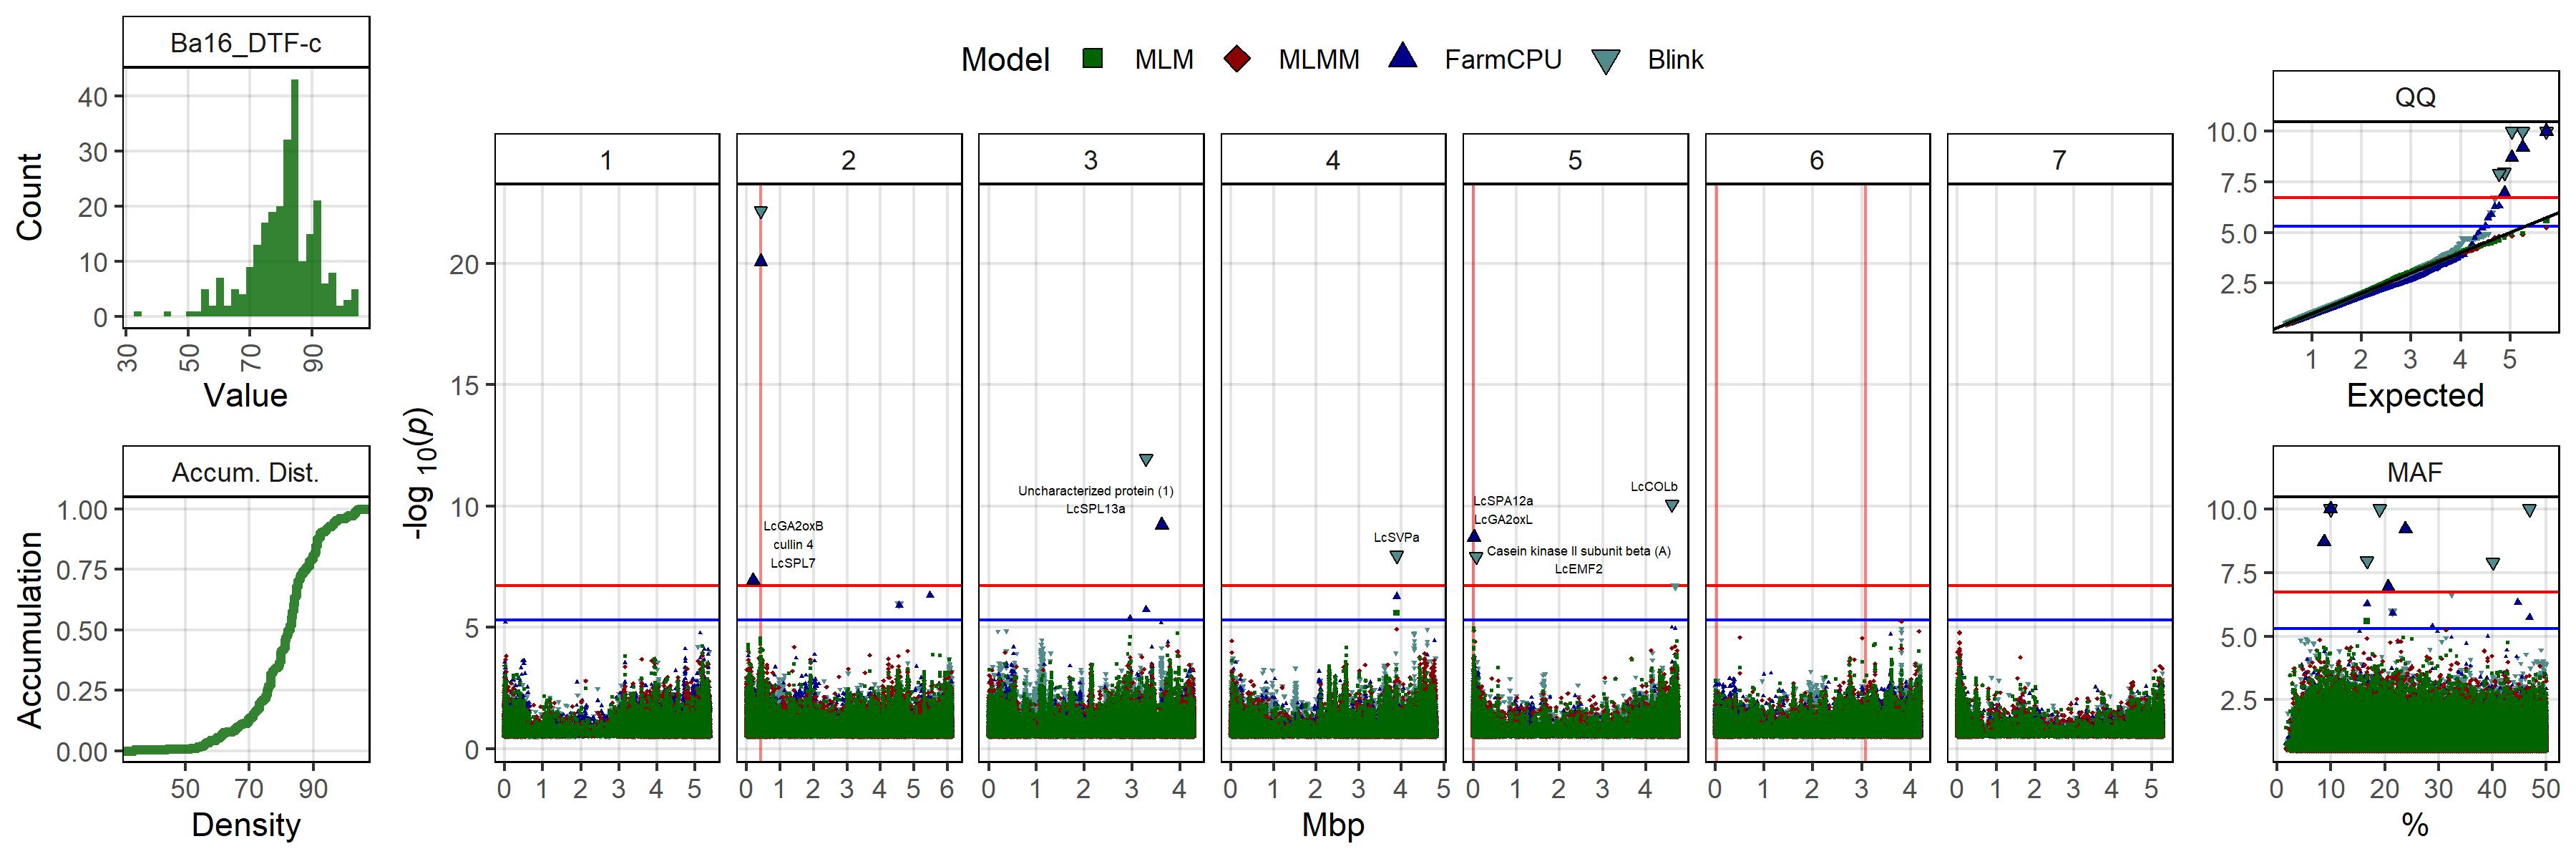 Ba16_DTF-c
40
30
20
10
0
Count
30 50 70 90
Value
Accum. Dist.
1.00
0.75
0.50
0.25
0.00
Accumulation
50 70 90
Density
Model MLM MLMM FarmCPU Blink
1 2 3 4 5 6 7
20
15
10
5
0
-log 10(p)
LcGA2oxB
cullin 4
LcSPL7
Uncharacterized protein (1)
LcSPL13a
LcSVPa
LcSPA12a
LcGA2oxL
Casein kinase II subunit beta (A)
LcEMF2
LcCOLb
0 1 2 3 4 5
0 1 2 3 4 5 6
0 1 2 3 4
0 1 2 3 4 5
0 1 2 3 4
0 1 2 3 4
0 1 2 3 4 5
Mbp
QQ
10.0
7.5
5.0
2.5
1 2 3 4 5
Expected
MAF
10.0
7.5
5.0
2.5
0 10 20 30 40 50
%